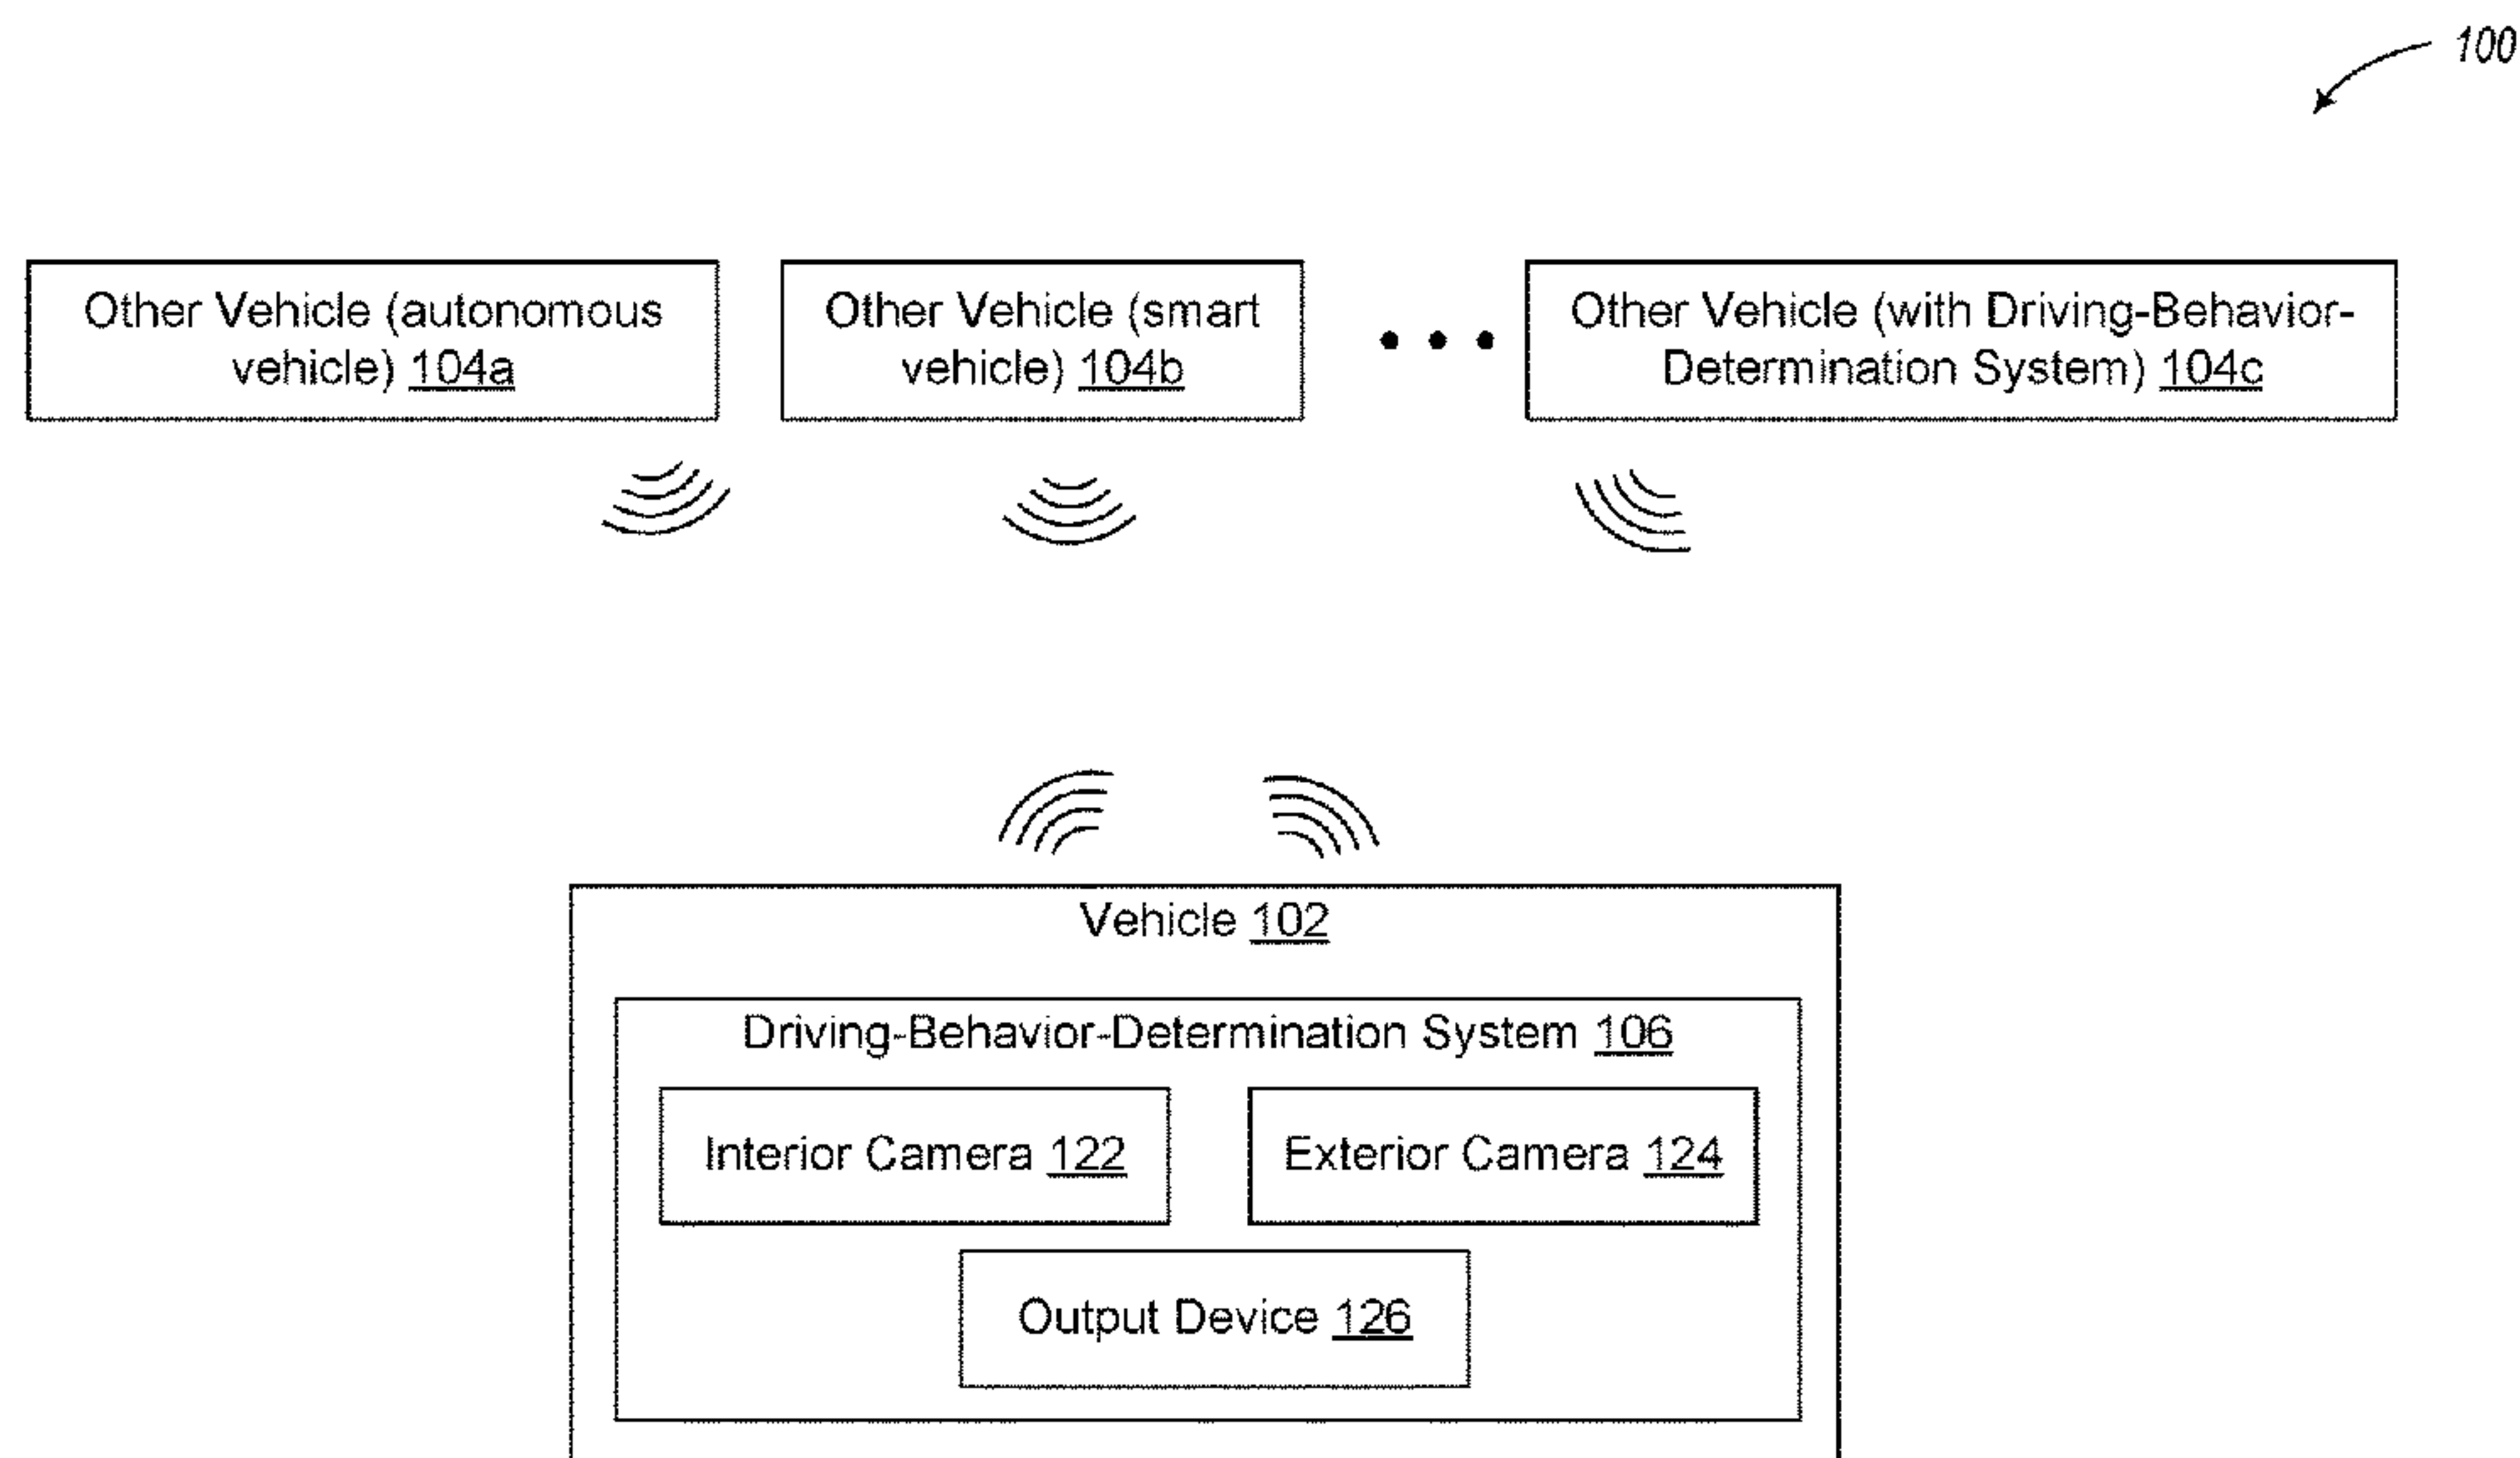 100
Other Vehicle (autonomous
vehicle) 104a
Other Vehicle (smart
vehicle) 104b
Other Vehicle (with Driving-Behavior-
Determination System) 104c
Vehicle 102
Driving-Behavior-Determination System 106
Interior Camera 122
Exterior Camera 124
Output Device 126